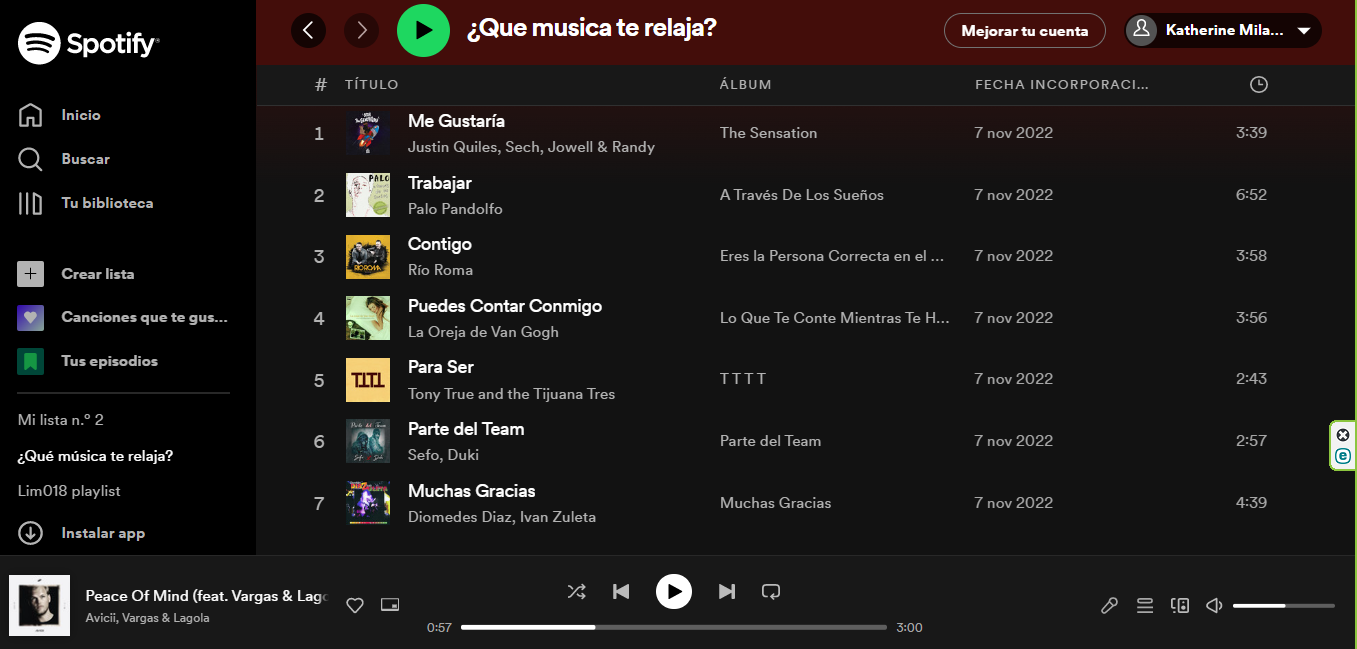 Spotify
Inicio
Buscar
Tu biblioteca
Crear lista
Canciones que te gus...
Tus episodios
Mi lista n.º 2
¿Qué música te relaja?
Lim018 playlist
Instalar app
¿Que musica te relaja?
Mejorar tu cuenta
Katherine Mila...
# TÍTULO ÁLBUM FECHA INCORPORACI...
1 Me Gustaría The Sensation 7 nov 2022 3:39
Justin Quiles, Sech, Jowell & Randy
2 Trabajar A Través De Los Sueños 7 nov 2022 6:52
Palo Pandolfo
PALO
3 Contigo Eres la Persona Correcta en el ... 7 nov 2022 3:58
Río Roma
RIO ROMA
4 Puedes Contar Conmigo Lo Que Te Conte Mientras Te H... 7 nov 2022 3:56
La Oreja de Van Gogh
5 Para Ser T T T T 7 nov 2022 2:43
Tony True and the Tijuana Tres
TTTT
6 Parte del Team Parte del Team 7 nov 2022 2:57
Sefo, Duki
Parte del Team
7 Muchas Gracias Muchas Gracias 7 nov 2022 4:39
Diomedes Diaz, Ivan Zuleta
e
Peace Of Mind (feat. Vargas & Lago
Avicii, Vargas & Lagola
0:57 3:00